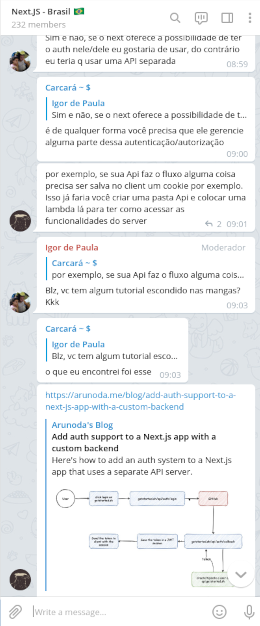 Next.JS - Brasil 🇧🇷
232 members
Sim e não, se o next oferece a possibilidade de ter
o auth nele/dele eu gostaria de usar, do contrário
eu teria q usar uma API separada
08:59
Carcará ~ $
Igor de Paula
Sim e não, se o next oferece a possibilidade de t...
é de qualquer forma você precisa que ele gerencie
alguma parte dessa autenticação/autorização
09:00
por exemplo, se sua Api faz o fluxo alguma coisa
precisa ser salva no client um cookie por exemplo.
Isso já faria você criar uma pasta Api e colocar uma
lambda lá para ter como acessar as
funcionalidades do server
2 09:01
Igor de Paula Moderador
Carcará ~ $
por exemplo, se sua Api faz o fluxo alguma cois...
Blz, vc tem algum tutorial escondido nas mangas?
Kkk
09:03
Carcará ~ $
Igor de Paula
Blz, vc tem algum tutorial esco...
o que eu encontrei foi esse 09:03
https://arunoda.me/blog/add-auth-support-to-a-
next-js-app-with-a-custom-backend
Arunoda's Blog
Add auth support to a Next.js app with a
custom backend
Here's how to add an auth system to a Next.js
app that uses a separate API server.
User
Write a message...